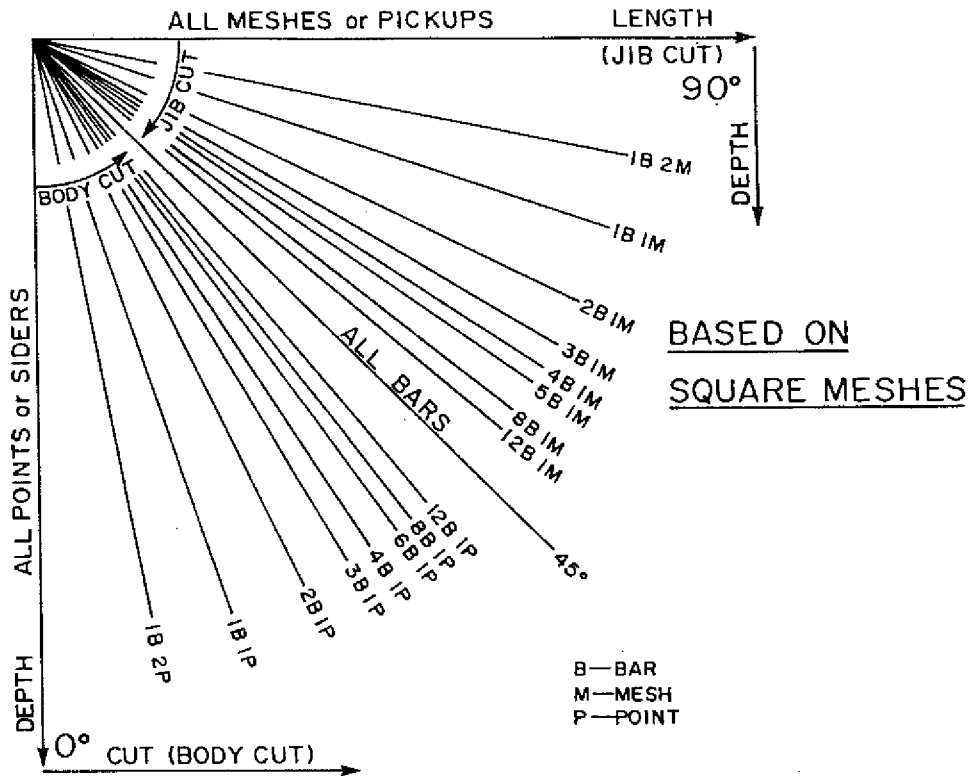 ALL MESHES or PICKUPS
LENGTH
(JIB CUT)
90°
DEPTH
JIB CUT
BODY CUT
1B 2M
1B 1M
2B 1M
3B 1M
4B 1M
5B 1M
8B 1M
12B 1M
BASED ON
SQUARE MESHES
ALL BARS
45°
12B 1P
8B 1P
6B 1P
4B 1P
3B 1P
2B 1P
1B 1P
1B 2P
ALL POINTS or SIDERS
DEPTH
B—BAR
M—MESH
P—POINT
0°
CUT (BODY CUT)